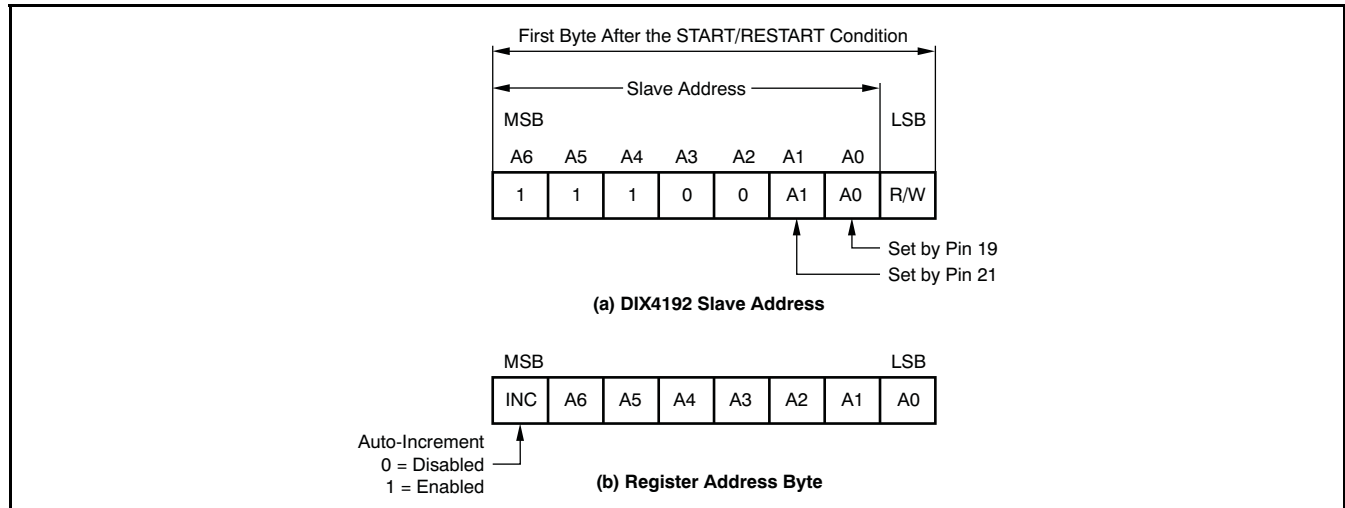 First Byte After the START/RESTART Condition
Slave Address
MSB LSB
A6 A5 A4 A3 A2 A1 A0
1 1 1 0 0 A1 A0 R/W
Set by Pin 19
Set by Pin 21
(a) DIX4192 Slave Address
MSB LSB
INC A6 A5 A4 A3 A2 A1 A0
Auto-Increment
0 = Disabled
1 = Enabled
(b) Register Address Byte